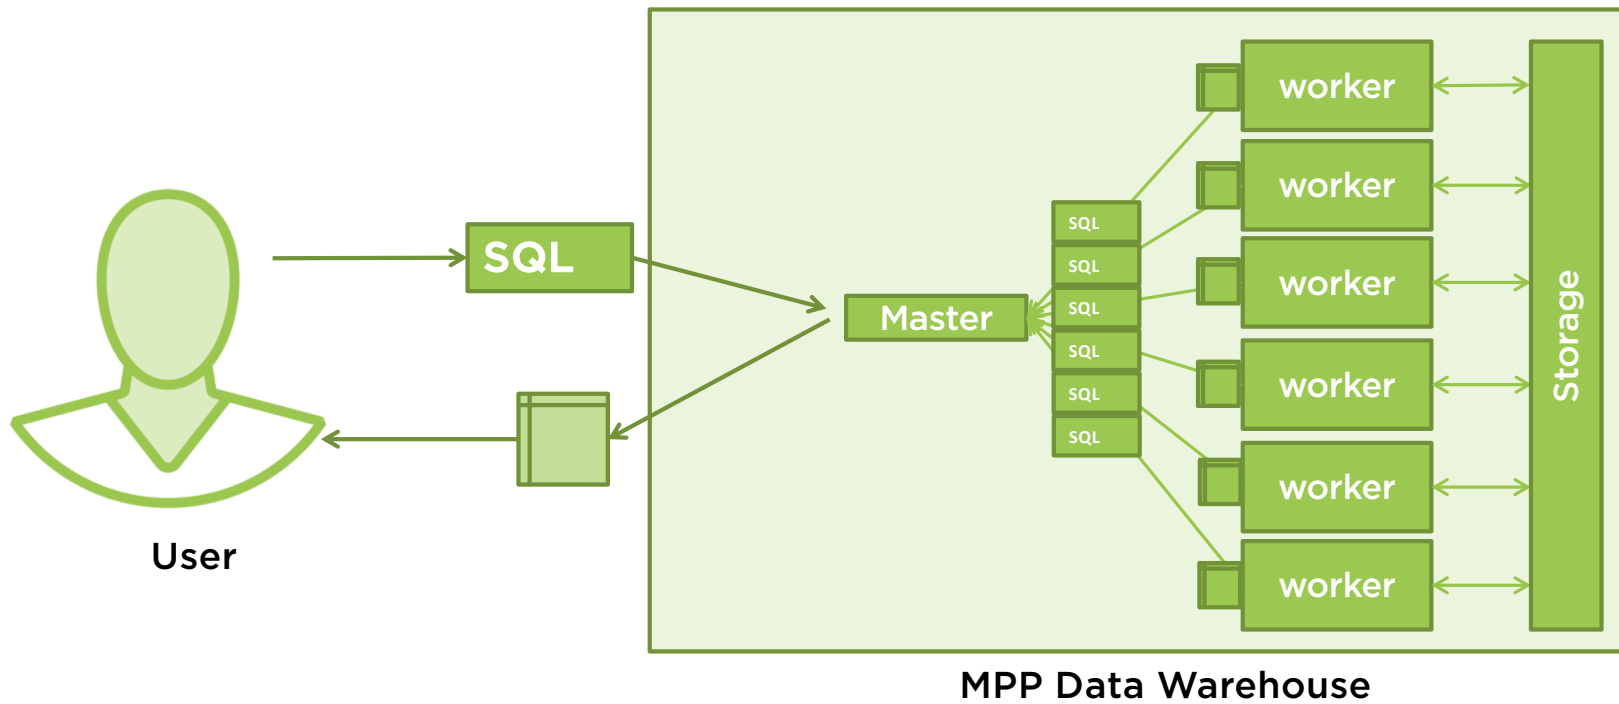 SQL
Master
SQL
SQL
SQL
SQL
SQL
SQL
worker
worker
worker
worker
worker
worker
Storage
User
MPP Data Warehouse